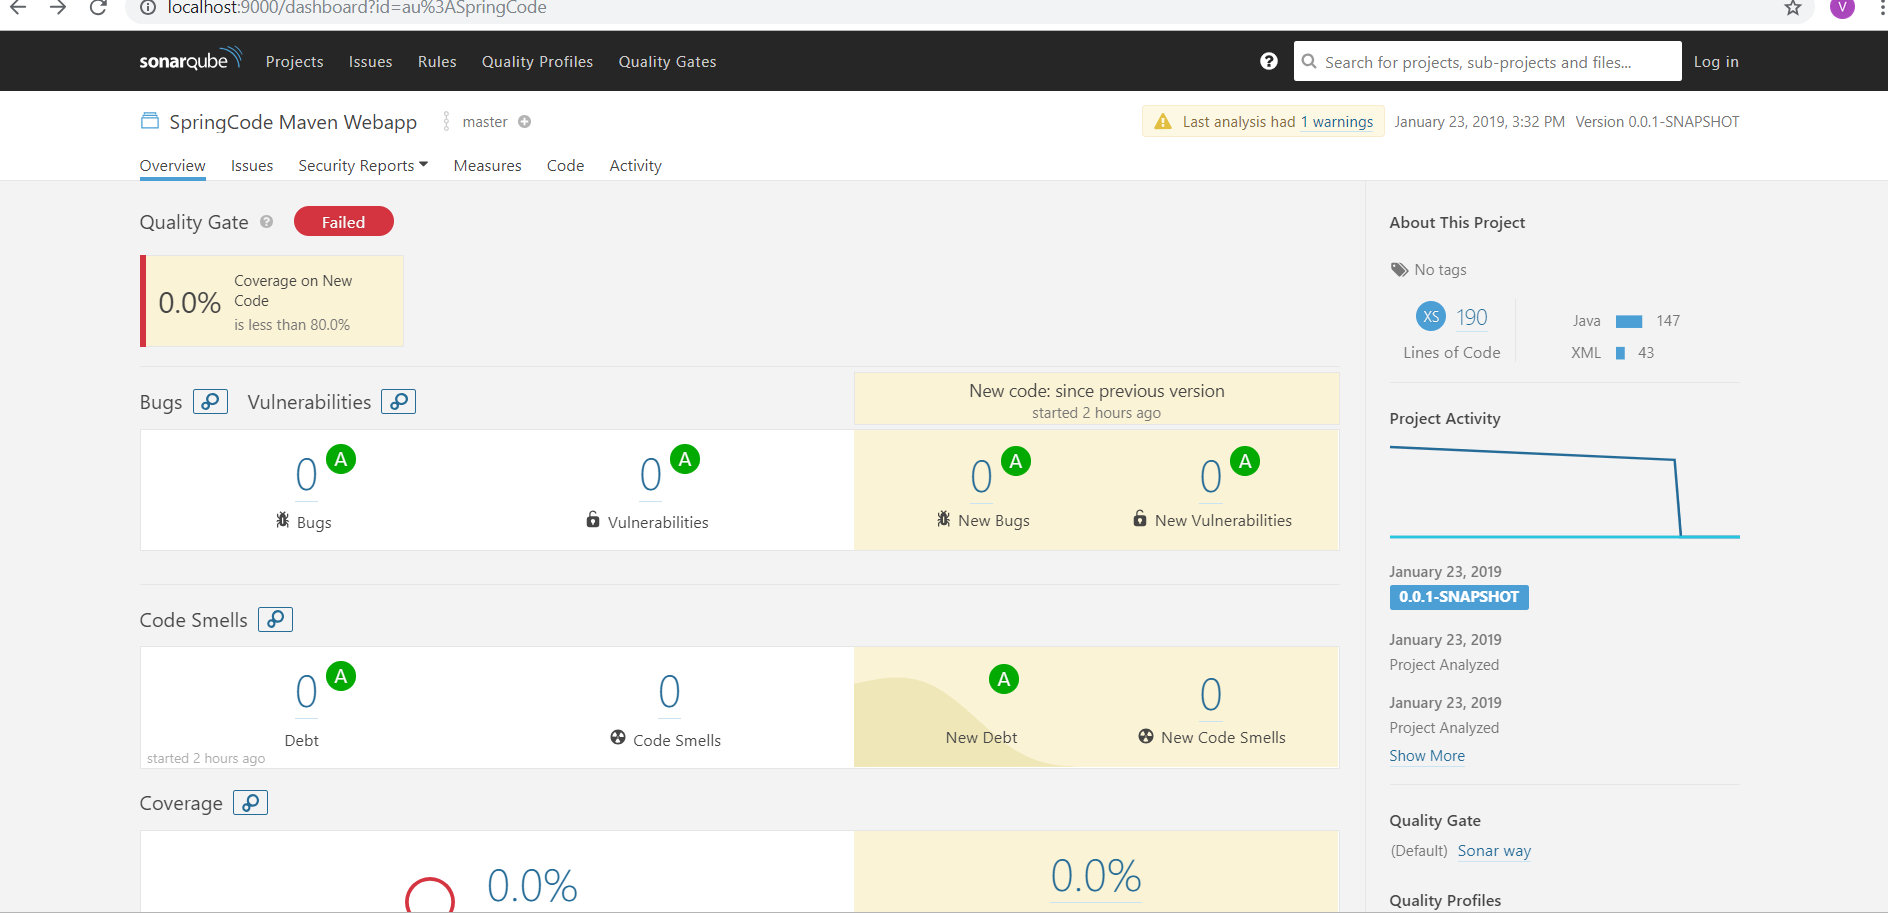 localhost:9000/dashboard?id=au%3ASpringCode
V
sonarqube Projects Issues Rules Quality Profiles Quality Gates ? Search for projects, sub-projects and files... Log in
SpringCode Maven Webapp master Last analysis had 1 warnings January 23, 2019, 3:32 PM Version 0.0.1-SNAPSHOT
Overview Issues Security Reports Measures Code Activity
Quality Gate ? Failed
0.0% Coverage on New
Code
is less than 80.0%
Bugs Vulnerabilities
New code: since previous version
started 2 hours ago
0 A 0 A 0 A 0 A
Bugs Vulnerabilities New Bugs New Vulnerabilities
Code Smells
0 A 0 A 0
Debt Code Smells New Debt New Code Smells
started 2 hours ago
Coverage
0.0% 0.0%
About This Project
No tags
XS 190
Lines of Code
Java 147
XML 43
Project Activity
January 23, 2019
0.0.1-SNAPSHOT
January 23, 2019
Project Analyzed
January 23, 2019
Project Analyzed
Show More
Quality Gate
(Default) Sonar way
Quality Profiles